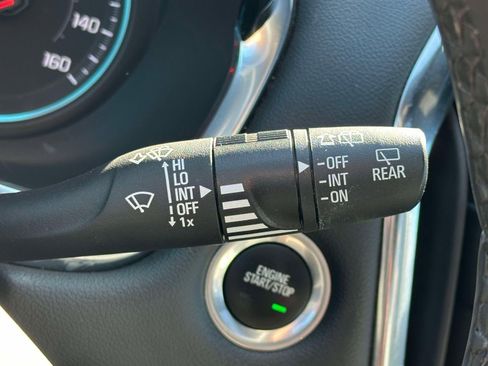 140
160
HI
LO
INT
OFF
1x
-OFF
-INT
-ON
REAR
ENGINE
START/STOP